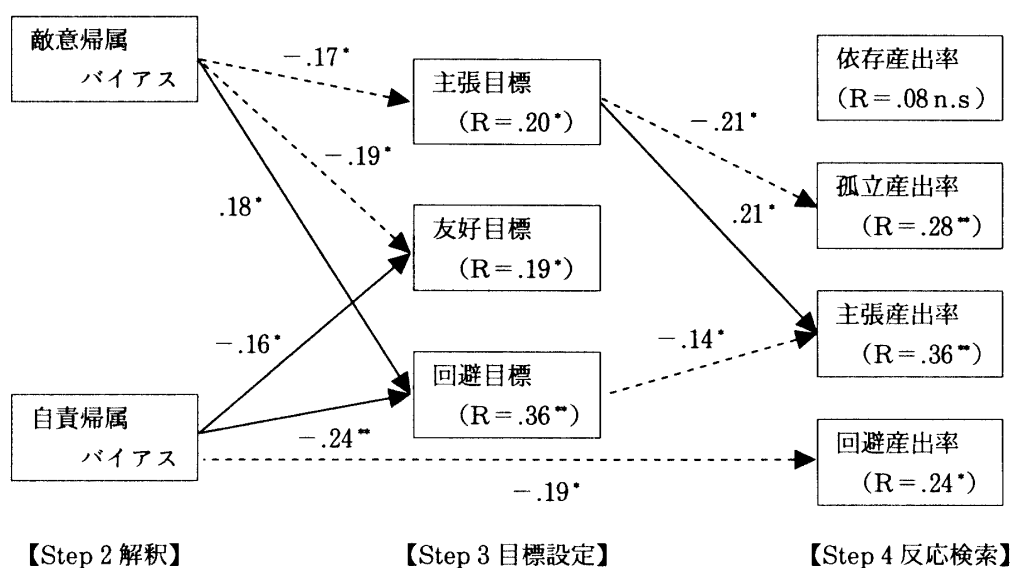 敵意帰属
バイアス
自責帰属
バイアス
【Step 2 解釈】
−.17*
−.19*
.18*
−.16*
−.24**
−.19*
主張目標
（R＝.20*）
友好目標
（R＝.19*）
回避目標
（R＝.36**）
【Step 3 目標設定】
−.21*
.21*
−.14*
依存産出率
（R＝.08 n.s）
孤立産出率
（R＝.28**）
主張産出率
（R＝.36**）
回避産出率
（R＝.24*）
【Step 4 反応検索】